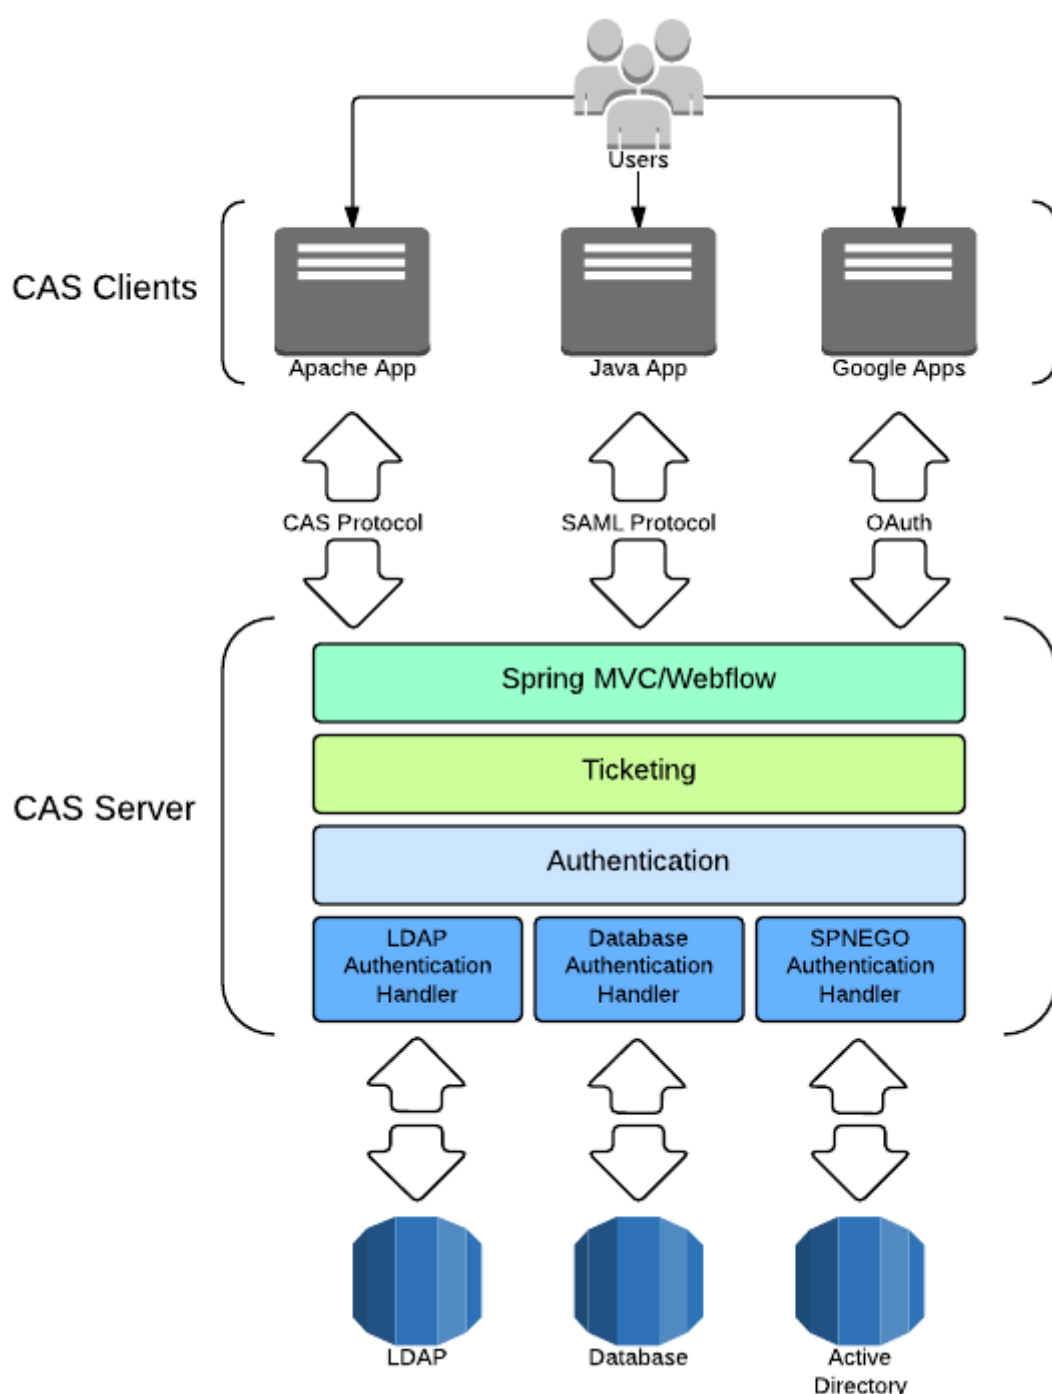 Users
CAS Clients
Apache App
Java App
Google Apps
CAS Protocol
SAML Protocol
OAuth
CAS Server
Spring MVC/Webflow
Ticketing
Authentication
LDAP
Authentication
Handler
Database
Authentication
Handler
SPNEGO
Authentication
Handler
LDAP
Database
Active
Directory